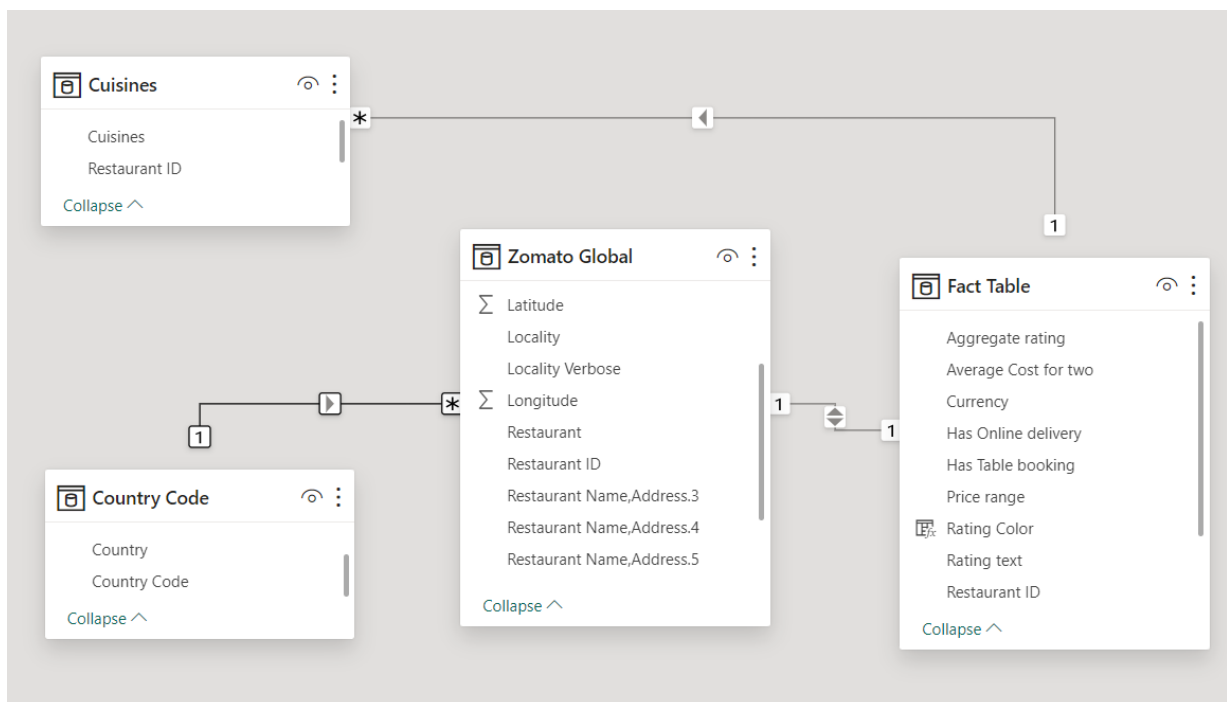 Cuisines
*
Cuisines
Restaurant ID
Collapse
1
Zomato Global
Σ Latitude
Locality
Locality Verbose
Σ Longitude
Restaurant
Restaurant ID
Restaurant Name,Address.3
Restaurant Name,Address.4
Restaurant Name,Address.5
Collapse
*
1
1
1
Country Code
Country
Country Code
Collapse
Fact Table
Aggregate rating
Average Cost for two
Currency
Has Online delivery
Has Table booking
Price range
fx Rating Color
Rating text
Restaurant ID
Collapse